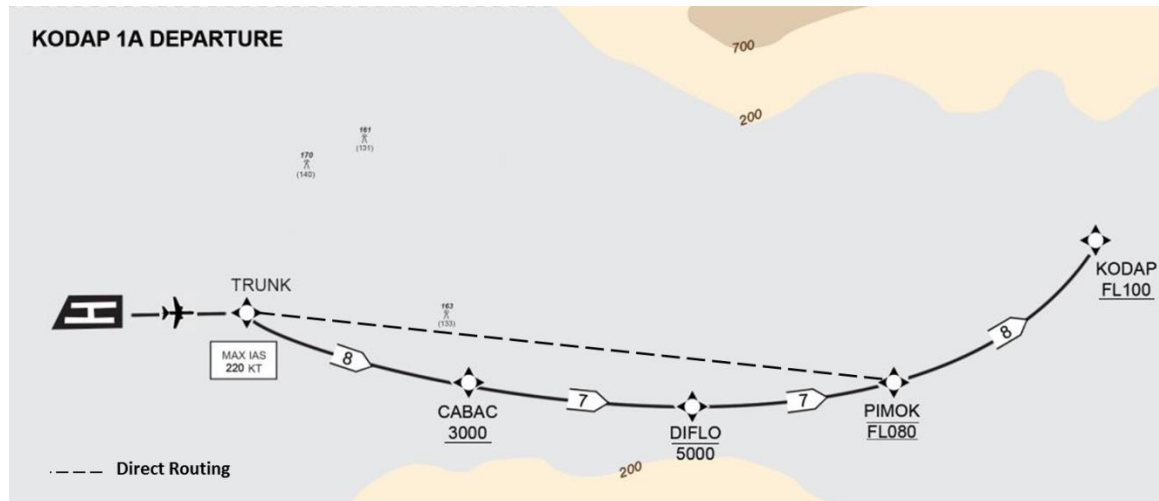 KODAP 1A DEPARTURE
700
200
161
(131)
170
(140)
TRUNK
KODAP
FL100
163
(133)
MAX IAS
220 KT
8
8
7
7
CABAC
3000
DIFLO
5000
PIMOK
FL080
200
Direct Routing